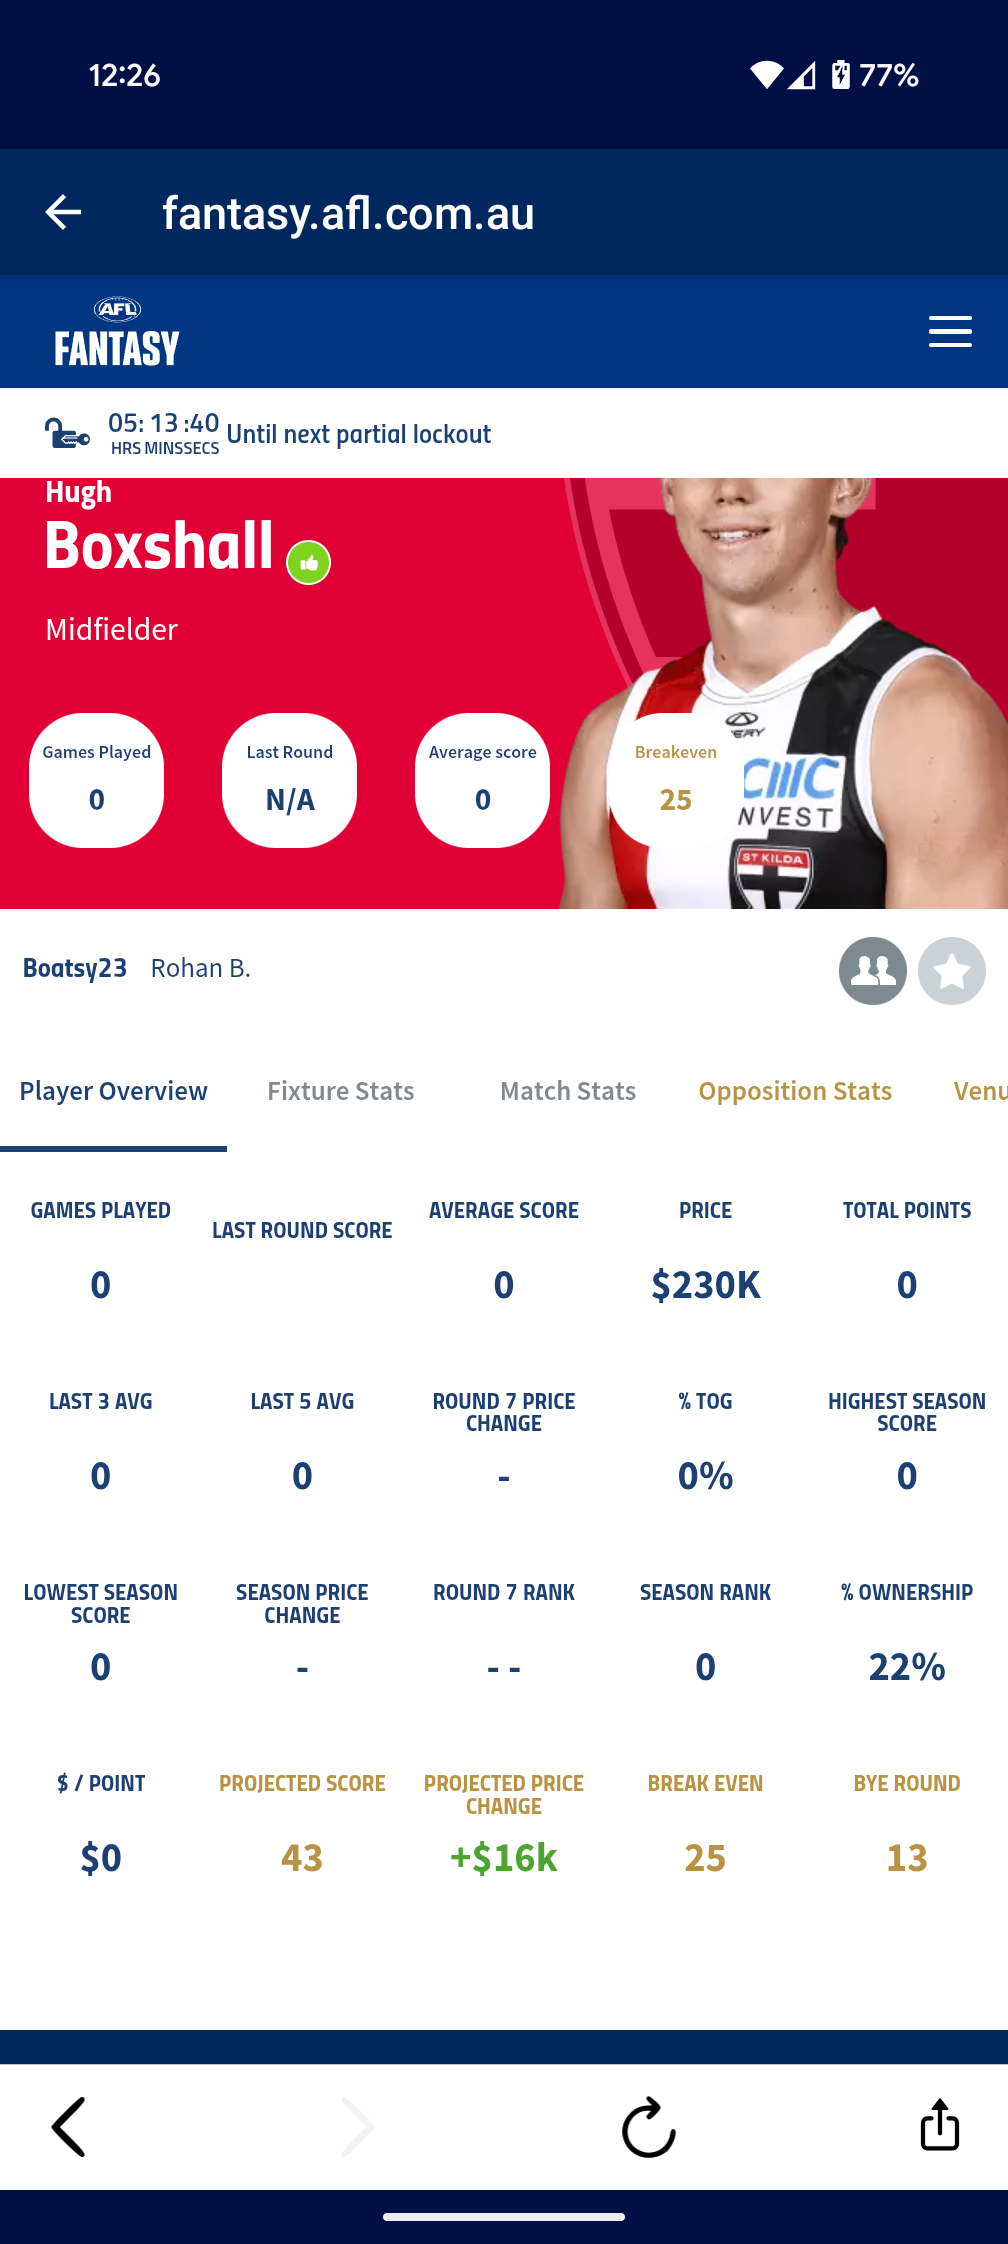 12:26
77%
fantasy.afl.com.au
AFL
FANTASY
05: 13 :40
HRS MINSSECS
Until next partial lockout
Hugh
Boxshall
Midfielder
Games Played
Last Round
Average score
Breakeven
0
N/A
0
25
CMC
NVEST
ST KILDA
Boatsy23 Rohan B.
Player Overview
Fixture Stats
Match Stats
Opposition Stats
Venu
GAMES PLAYED
LAST ROUND SCORE
AVERAGE SCORE
PRICE
TOTAL POINTS
0
0
$230K
0
LAST 3 AVG
LAST 5 AVG
ROUND 7 PRICE
CHANGE
% TOG
HIGHEST SEASON
SCORE
0
0
-
0%
0
LOWEST SEASON
SCORE
SEASON PRICE
CHANGE
ROUND 7 RANK
SEASON RANK
% OWNERSHIP
0
-
- -
0
22%
$ / POINT
PROJECTED SCORE
PROJECTED PRICE
CHANGE
BREAK EVEN
BYE ROUND
$0
43
+$16k
25
13